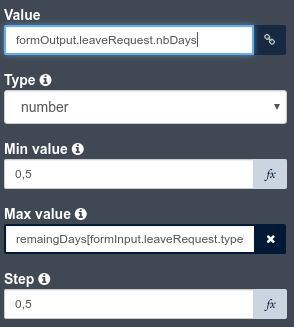 Value
formOutput.leaveRequest.nbDays
Type
number
Min value
0,5
fx
Max value
remaingDays[formInput.leaveRequest.type
Step
0,5
fx